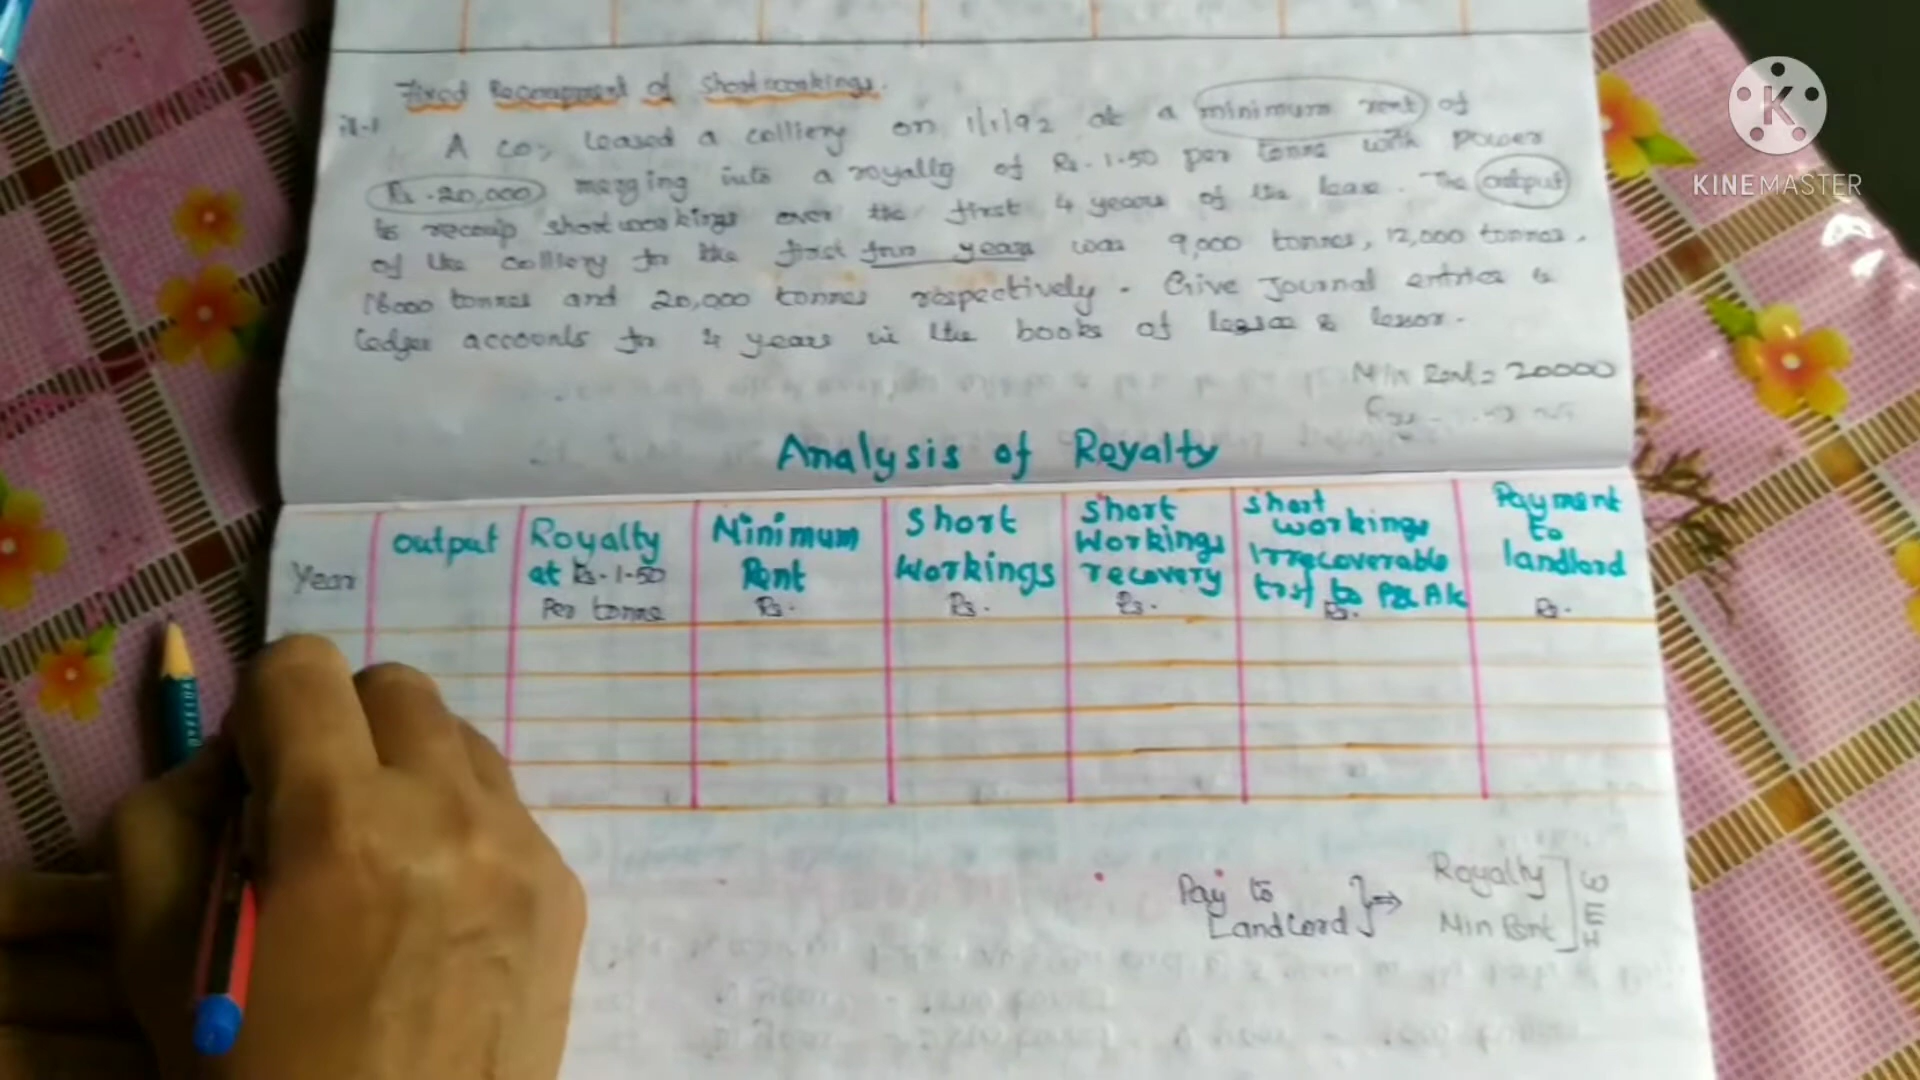 Fixed Recoupment of Shortworkings.
ill-1
A co., leased a colliery on 1/1/92 at a minimum rent of
Rs.20,000 merging into a royalty of Rs.1.50 per tonne with power
to recoup shortworkings over the first 4 years of the lease. The output
of the colliery for the first four years was 9,000 tonnes, 12,000 tonnes,
16000 tonnes and 20,000 tonnes respectively. Give Journal entries &
ledger accounts for 4 years in the books of lessee & lessor.
Min Rent = 20000
Analysis of Royalty
Year
output
Royalty
at Rs.1-50
Per tonne
Minimum
Rent
Rs.
Short
Workings
Rs.
Short
Workings
recovery
Rs.
Short
workings
Irrecoverable
trsf to P&L A/c
Rs.
Payment
to
landlord
Rs.
Pay to
Landlord
Royalty
Min Rent
KINEMASTER
K